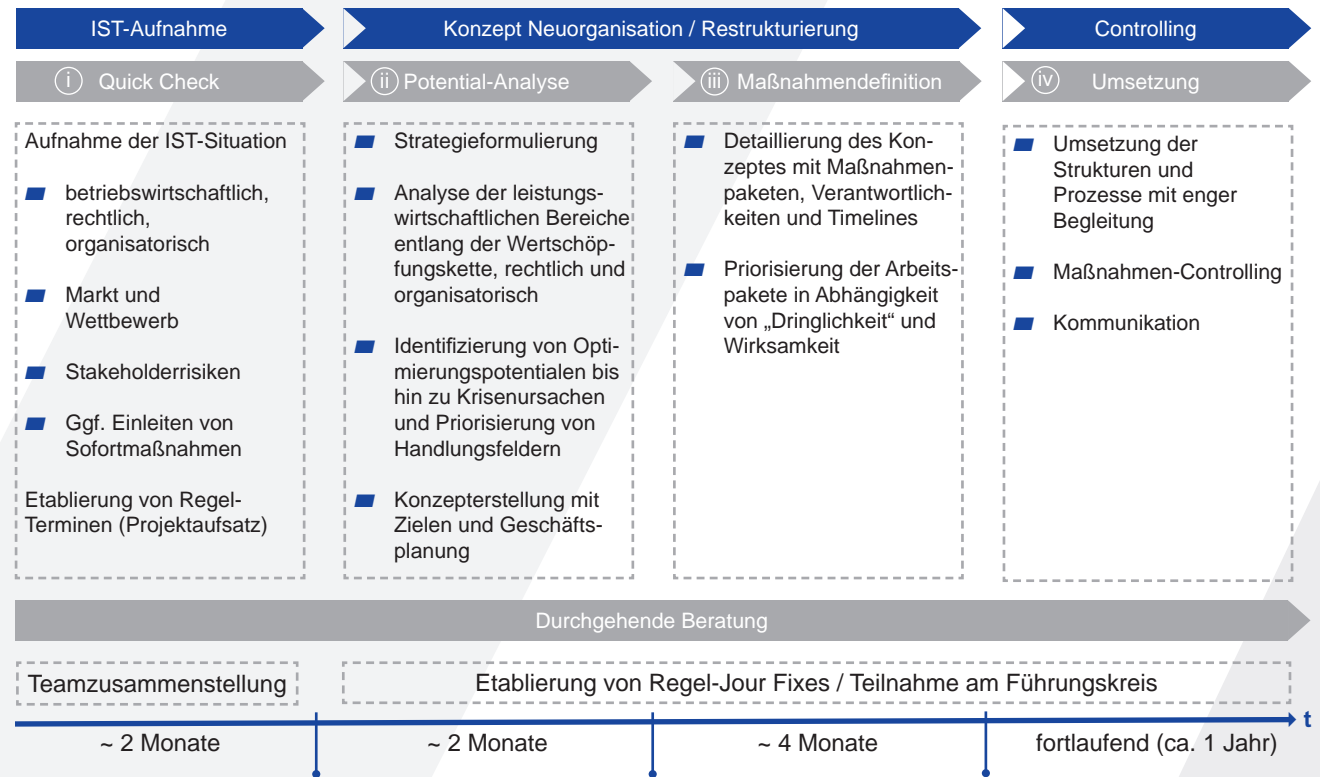 IST-Aufnahme
Konzept Neuorganisation / Restrukturierung
Controlling
i Quick Check
ii Potential-Analyse
iii Maßnahmendefinition
iv Umsetzung
Aufnahme der IST-Situation
betriebswirtschaftlich,
rechtlich,
organisatorisch
Markt und
Wettbewerb
Stakeholderrisiken
Ggf. Einleiten von
Sofortmaßnahmen
Etablierung von Regel-
Terminen (Projektaufsatz)
Strategieformulierung
Analyse der leistungs-
wirtschaftlichen Bereiche
entlang der Wertschöp-
fungskette, rechtlich und
organisatorisch
Identifizierung von Opti-
mierungspotentialen bis
hin zu Krisenursachen
und Priorisierung von
Handlungsfeldern
Konzepterstellung mit
Zielen und Geschäfts-
planung
Detaillierung des Kon-
zeptes mit Maßnahmen-
paketen, Verantwortlich-
keiten und Timelines
Priorisierung der Arbeits-
pakete in Abhängigkeit
von „Dringlichkeit“ und
Wirksamkeit
Umsetzung der
Strukturen und
Prozesse mit enger
Begleitung
Maßnahmen-Controlling
Kommunikation
Durchgehende Beratung
Teamzusammenstellung
Etablierung von Regel-Jour Fixes / Teilnahme am Führungskreis
t
~ 2 Monate
~ 2 Monate
~ 4 Monate
fortlaufend (ca. 1 Jahr)